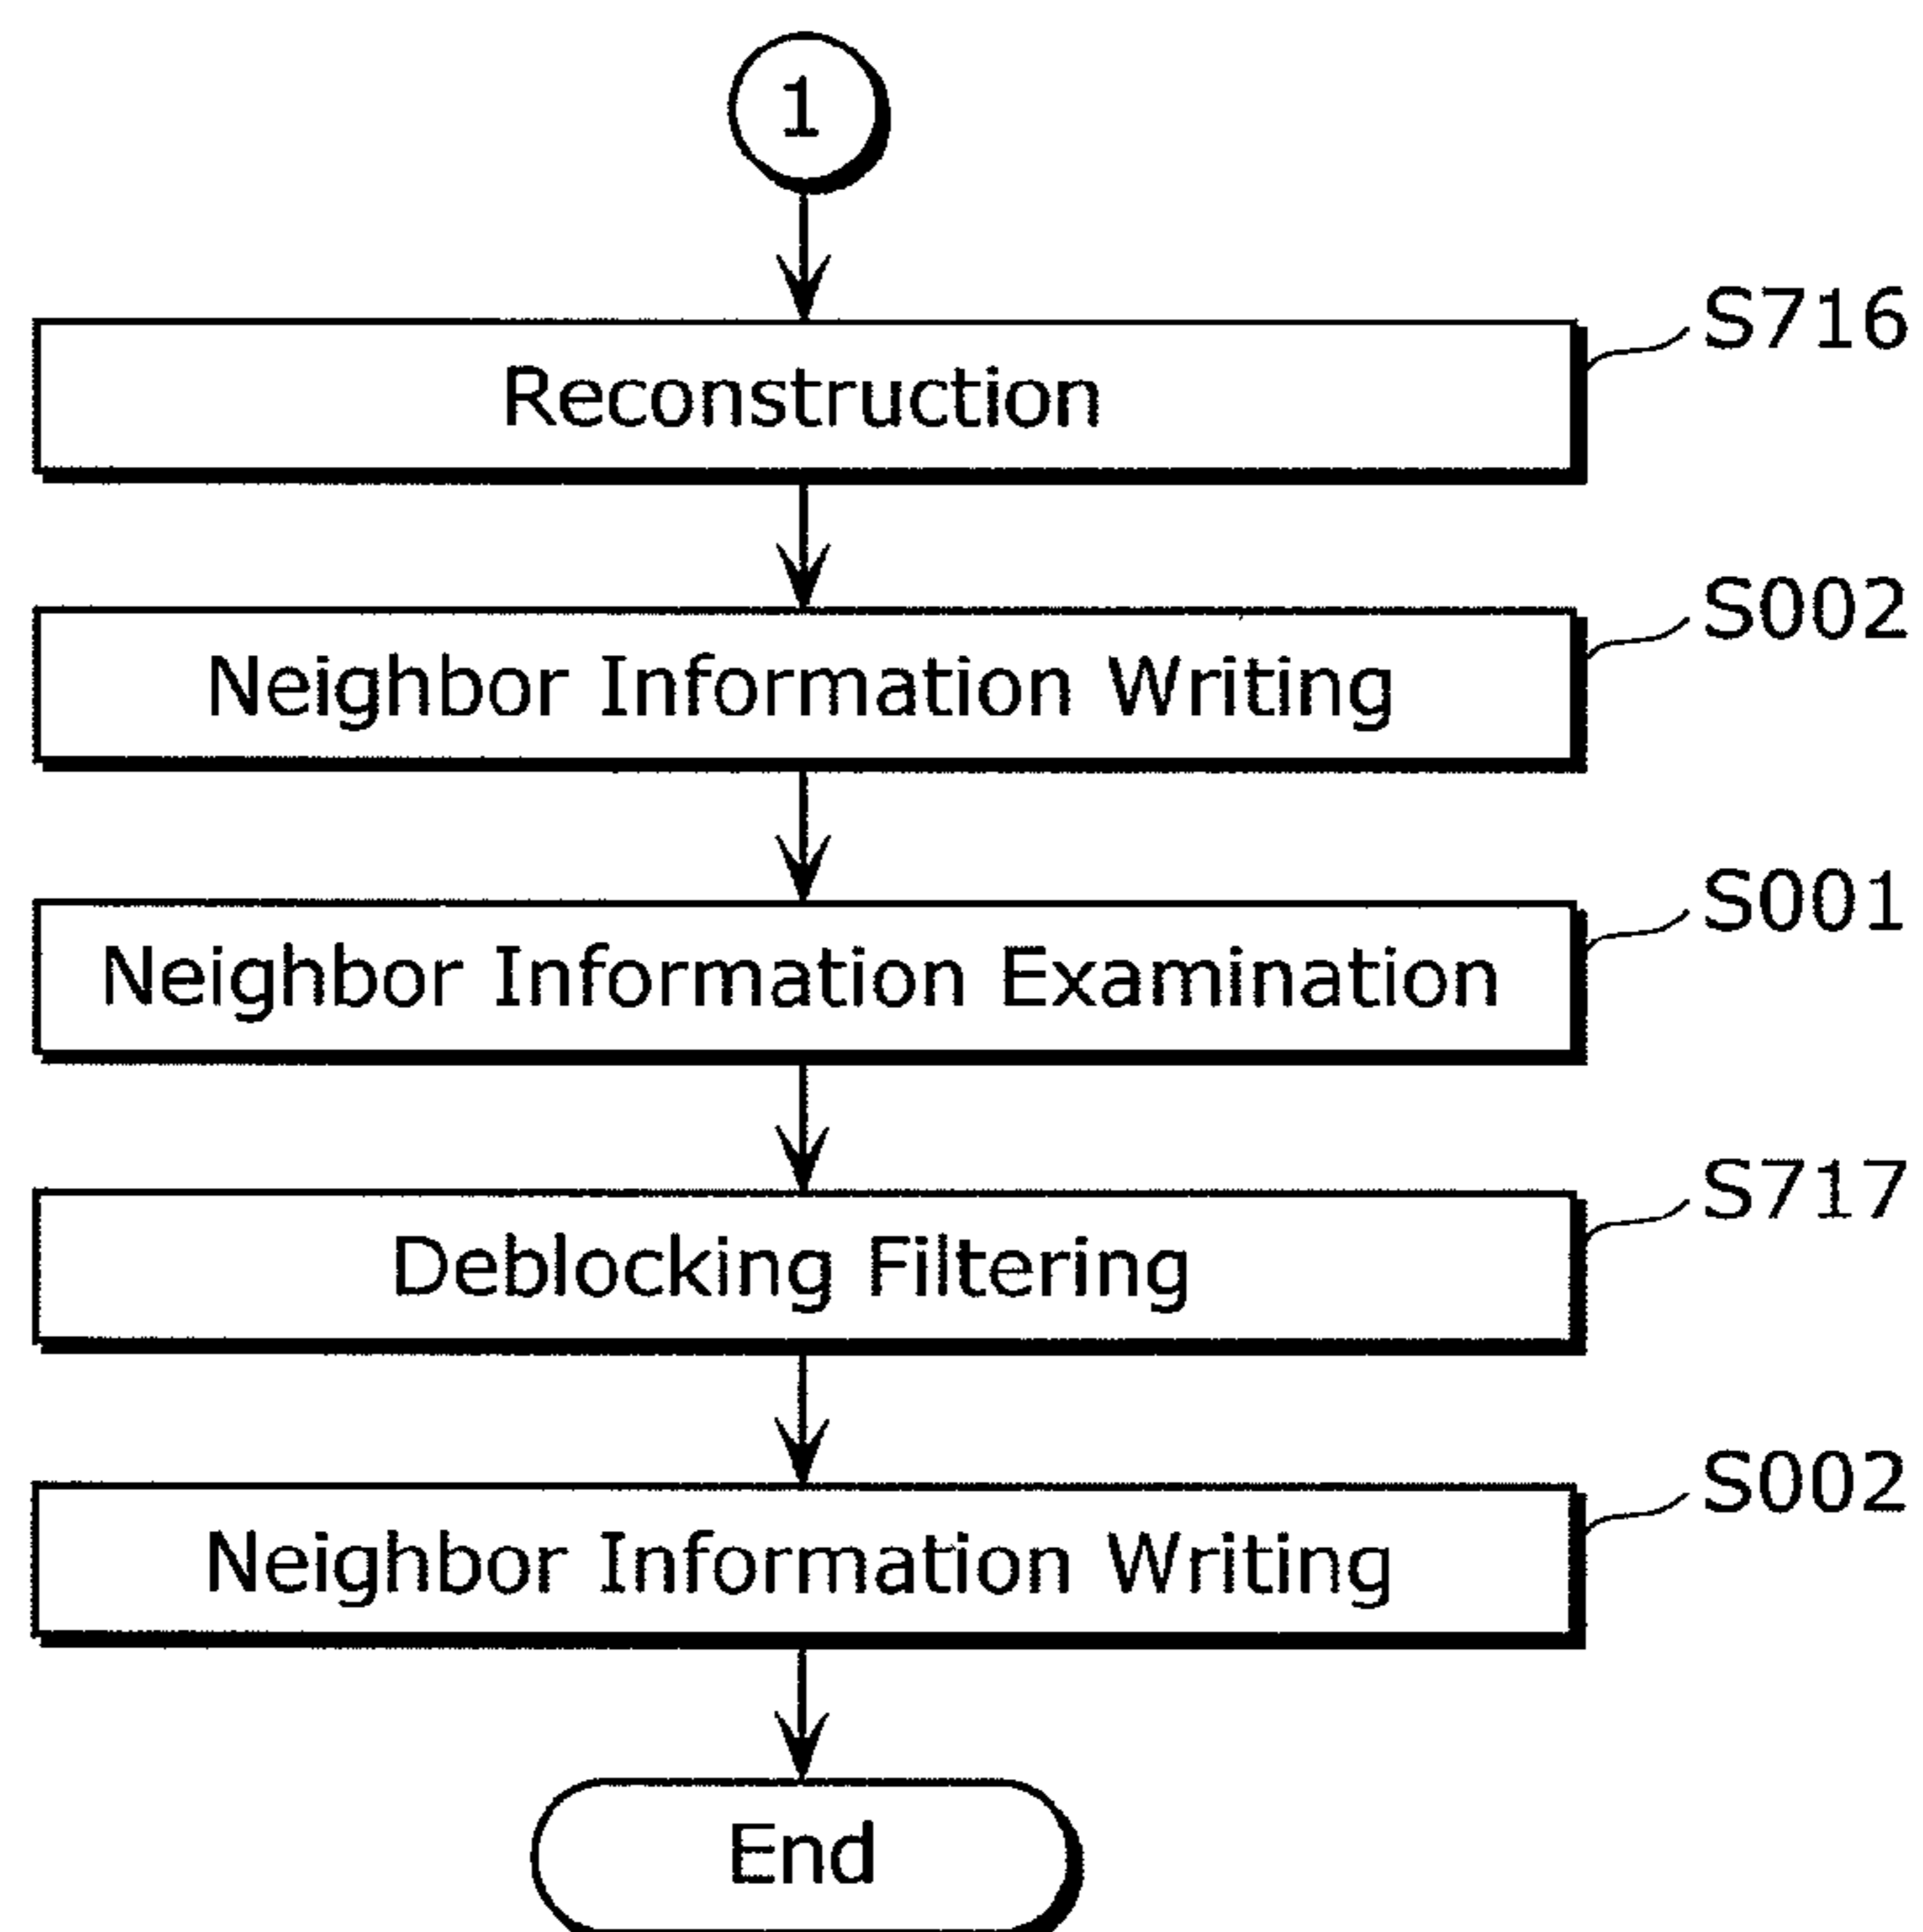 1
S716
Reconstruction
S002
Neighbor Information Writing
S001
Neighbor Information Examination
S717
Deblocking Filtering
S002
Neighbor Information Writing
End